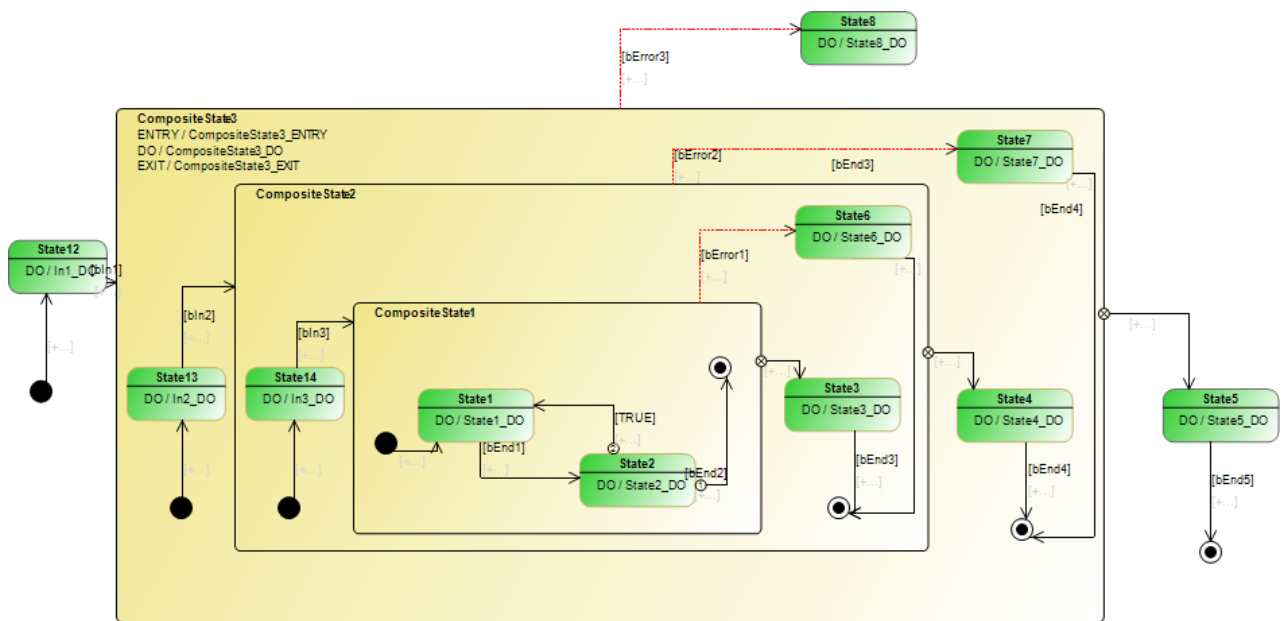 State8
DO / State8_DO
[bError3]
[+...]
CompositeState3
ENTRY / CompositeState3_ENTRY
DO / CompositeState3_DO
EXIT / CompositeState3_EXIT
State7
DO / State7_DO
[bError2]
[+...]
[bEnd3]
[+...]
[bEnd4]
CompositeState2
State6
DO / State6_DO
[bError1]
[+...]
[+...]
State12
DO / In1_DO
[bIn1]
[+...]
[+...]
[bIn2]
[+...]
CompositeState1
[bIn3]
[+...]
[+...]
[+...]
[+...]
State13
DO / In2_DO
[+...]
State14
DO / In3_DO
[+...]
State1
DO / State1_DO
[+...]
[TRUE]
[+...]
2
[bEnd1]
[+...]
State2
DO / State2_DO
1
[bEnd2]
[+...]
State3
DO / State3_DO
[bEnd3]
[+...]
State4
DO / State4_DO
[bEnd4]
[+...]
State5
DO / State5_DO
[bEnd5]
[+...]